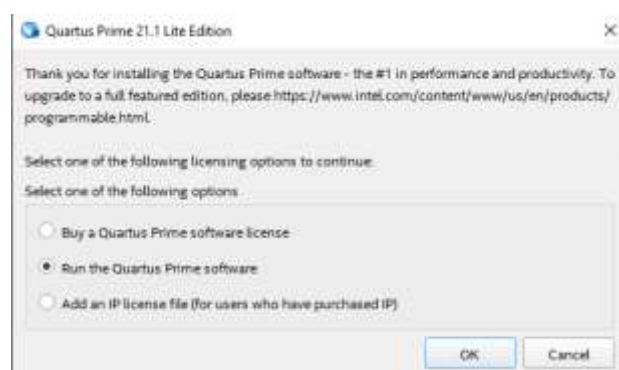 Quartus Prime 21.1 Lite Edition
Thank you for installing the Quartus Prime software - the #1 in performance and productivity. To
upgrade to a full featured edition, please https://www.intel.com/content/www/us/en/products/
programmable.html.
Select one of the following licensing options to continue.
Select one of the following options
Buy a Quartus Prime software license
Run the Quartus Prime software
Add an IP license file (for users who have purchased IP)
OK Cancel